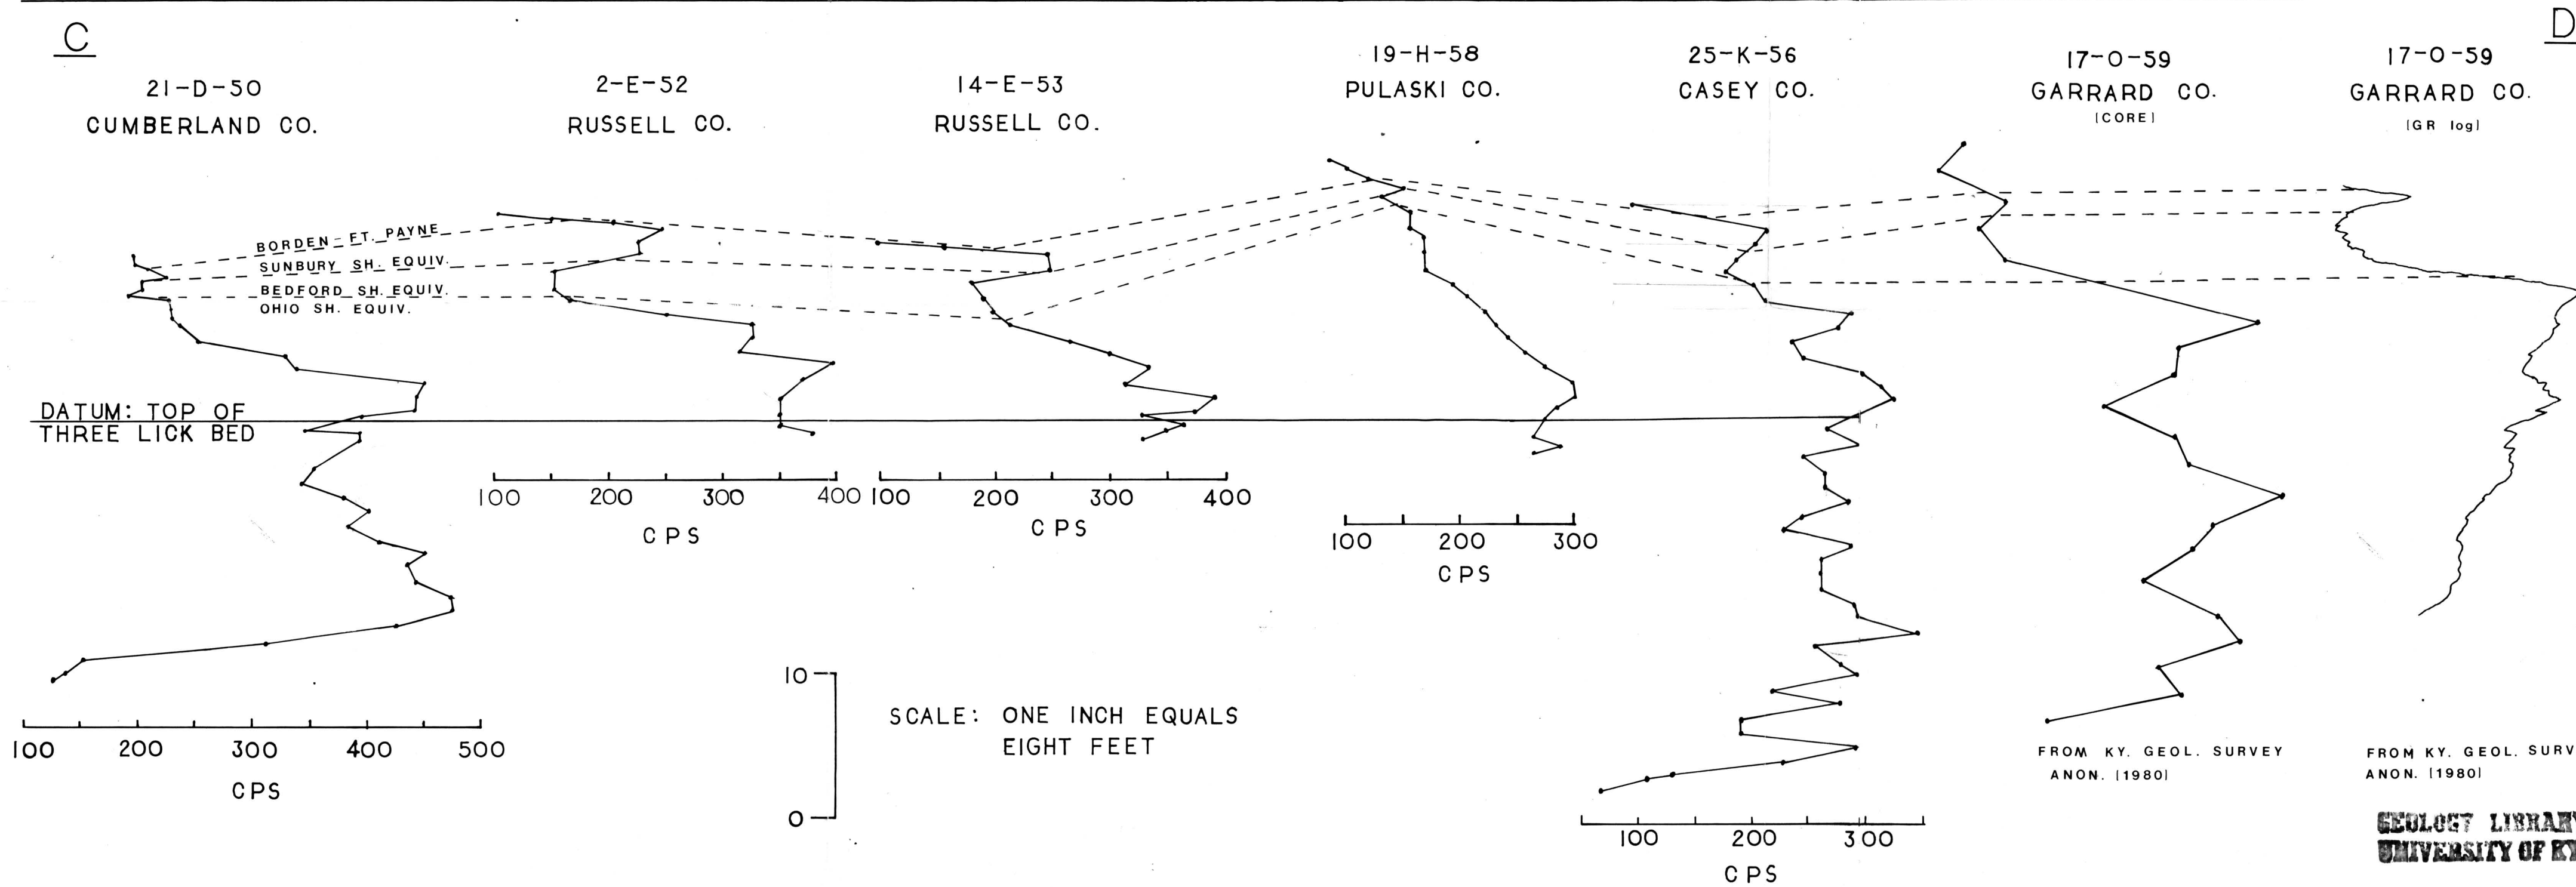 C
D
21-D-50
CUMBERLAND CO.
2-E-52
RUSSELL CO.
14-E-53
RUSSELL CO.
19-H-58
PULASKI CO.
25-K-56
CASEY CO.
17-O-59
GARRARD CO.
[CORE]
17-O-59
GARRARD CO.
[GR log]
BORDEN-FT. PAYNE
SUNBURY SH. EQUIV.
BEDFORD SH. EQUIV.
OHIO SH. EQUIV.
DATUM: TOP OF
THREE LICK BED
100 200 300 400 500
CPS
100 200 300 400
CPS
100 200 300 400
CPS
100 200 300
CPS
100 200 300
CPS
10
0
SCALE: ONE INCH EQUALS
EIGHT FEET
FROM KY. GEOL. SURVEY
ANON. [1980]
FROM KY. GEOL. SURV
ANON. [1980]
GEOLOGY LIBRARY
UNIVERSITY OF KY